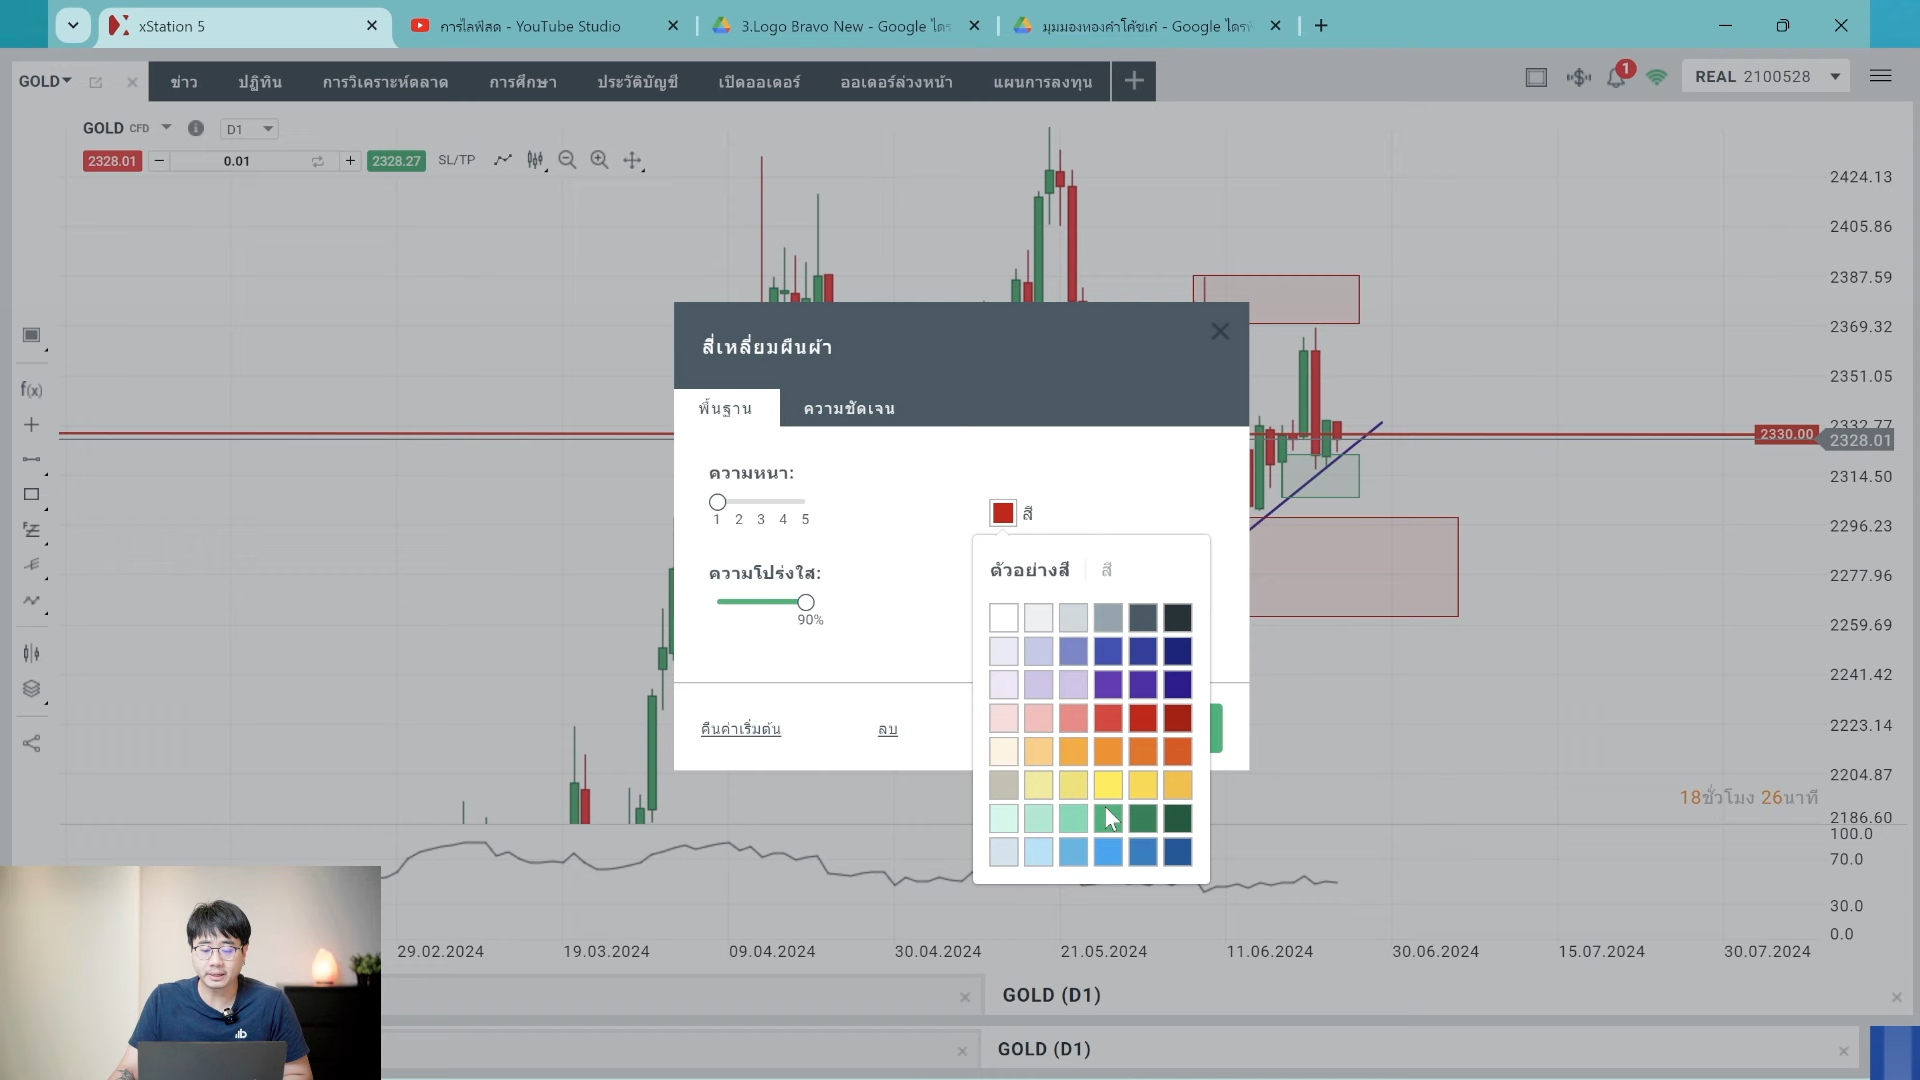 xStation 5
การไลฟ์สด - YouTube Studio
3.Logo Bravo New - Google ไดร
มุมมองทองคำโค้ชเก่ - Google ไดร
GOLD
ข่าว
ปฏิทิน
การวิเคราะห์ตลาด
การศึกษา
ประวัติบัญชี
เปิดออเดอร์
ออเดอร์ล่วงหน้า
แผนการลงทุน
1
REAL 2100528
GOLD CFD
D1
2328.01
0.01
2328.27
SL/TP
2424.13
2405.86
2387.59
2369.32
2351.05
2332.77
2330.00
2328.01
2314.50
2296.23
2277.96
2259.69
2241.42
2223.14
2204.87
2186.60
f(x)
สี่เหลี่ยมผืนผ้า
พื้นฐาน
ความชัดเจน
ความหนา:
1 2 3 4 5
สี
ความโปร่งใส:
90%
ตัวอย่างสี
สี
คืนค่าเริ่มต้น
ลบ
18ชั่วโมง 26นาที
100.0
70.0
30.0
0.0
29.02.2024
19.03.2024
09.04.2024
30.04.2024
21.05.2024
11.06.2024
30.06.2024
15.07.2024
30.07.2024
GOLD (D1)
GOLD (D1)